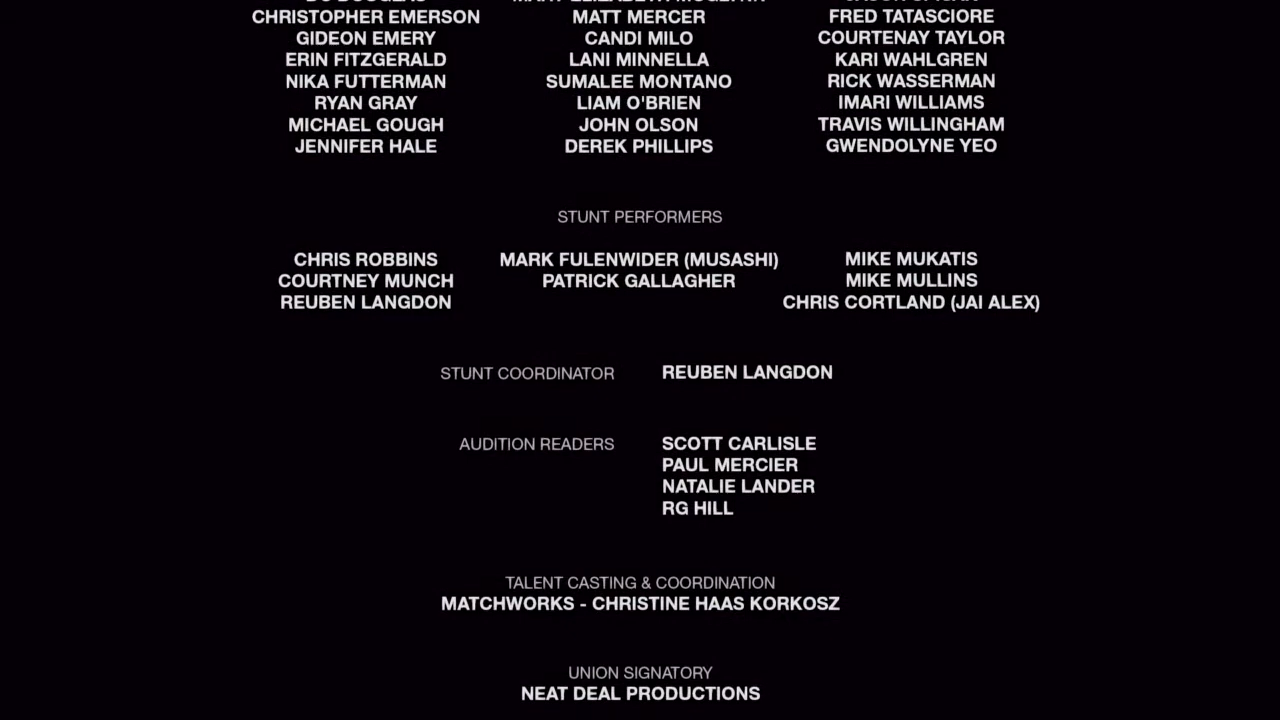 CHRISTOPHER EMERSON MATT MERCER FRED TATASCIORE
GIDEON EMERY CANDI MILO COURTENAY TAYLOR
ERIN FITZGERALD LANI MINNELLA KARI WAHLGREN
NIKA FUTTERMAN SUMALEE MONTANO RICK WASSERMAN
RYAN GRAY LIAM O'BRIEN IMARI WILLIAMS
MICHAEL GOUGH JOHN OLSON TRAVIS WILLINGHAM
JENNIFER HALE DEREK PHILLIPS GWENDOLYNE YEO
STUNT PERFORMERS
CHRIS ROBBINS MARK FULENWIDER (MUSASHI) MIKE MUKATIS
COURTNEY MUNCH PATRICK GALLAGHER MIKE MULLINS
REUBEN LANGDON CHRIS CORTLAND (JAI ALEX)
STUNT COORDINATOR REUBEN LANGDON
AUDITION READERS SCOTT CARLISLE
PAUL MERCIER
NATALIE LANDER
RG HILL
TALENT CASTING & COORDINATION
MATCHWORKS - CHRISTINE HAAS KORKOSZ
UNION SIGNATORY
NEAT DEAL PRODUCTIONS